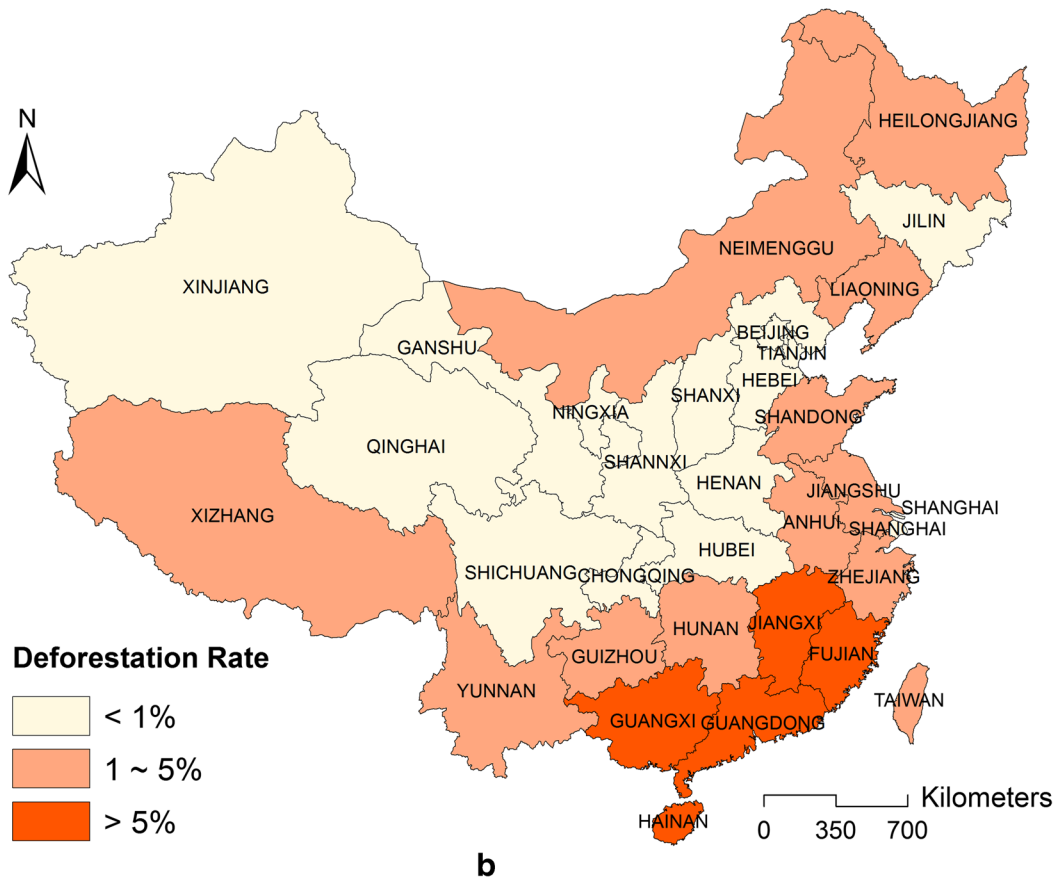 N
HEILONGJIANG
JILIN
NEIMENGGU
LIAONING
XINJIANG
BEIJING
TIANJIN
GANSHU
HEBEI
SHANXI
NINGXIA
SHANDONG
QINGHAI
SHANNXI
HENAN
JIANGSHU
SHANGHAI
XIZHANG
ANHUI
SHANGHAI
HUBEI
SHICHUANG
CHONGQING
ZHEJIANG
HUNAN
JIANGXI
GUIZHOU
FUJIAN
YUNNAN
TAIWAN
GUANGXI
GUANGDONG
HAINAN
Deforestation Rate
< 1%
1 ~ 5%
> 5%
Kilometers
0 350 700
b